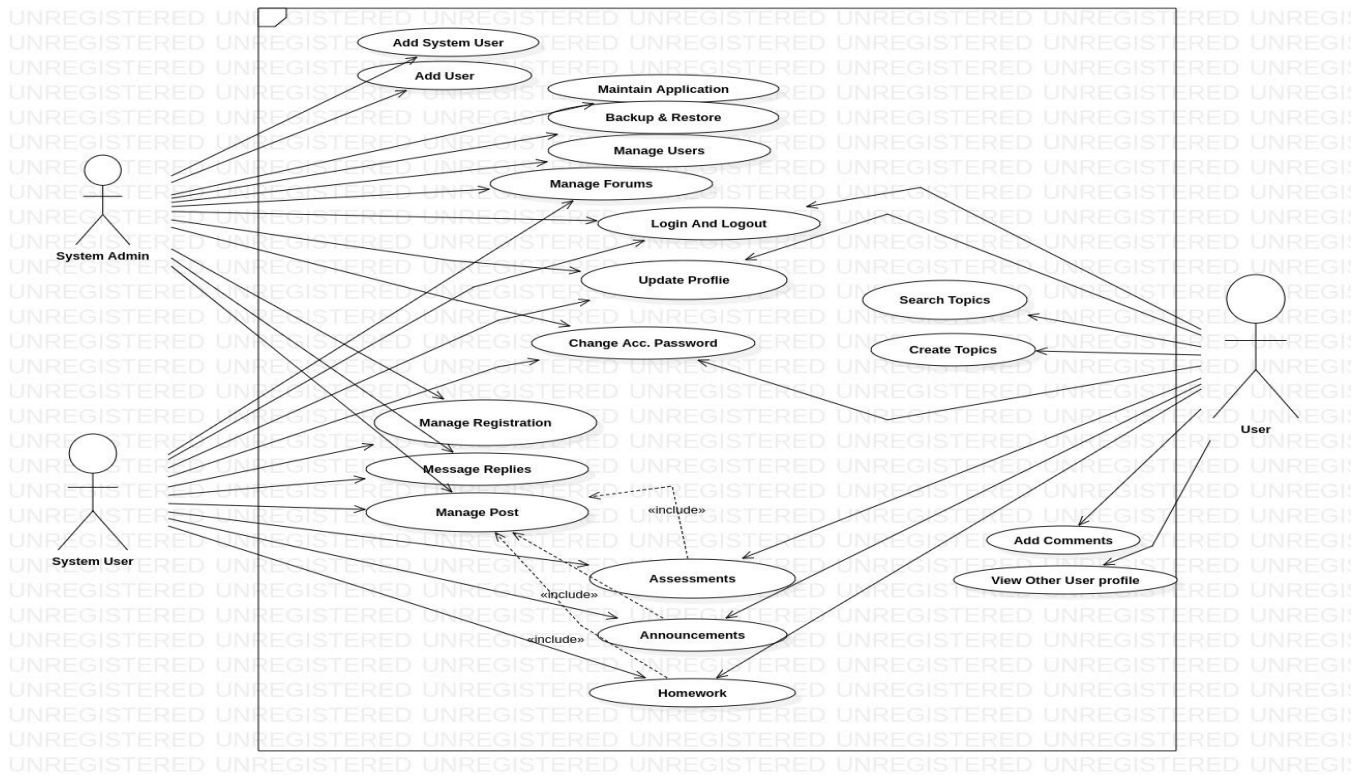 UNREGISTERED
Add System User
Add User
Maintain Application
Backup & Restore
Manage Users
Manage Forums
Login And Logout
System Admin
Update Proflie
Search Topics
Change Acc. Password
Create Topics
Manage Registration
User
Message Replies
Manage Post
«include»
Add Comments
System User
Assessments
View Other User profile
«include»
Announcements
«include»
Homework